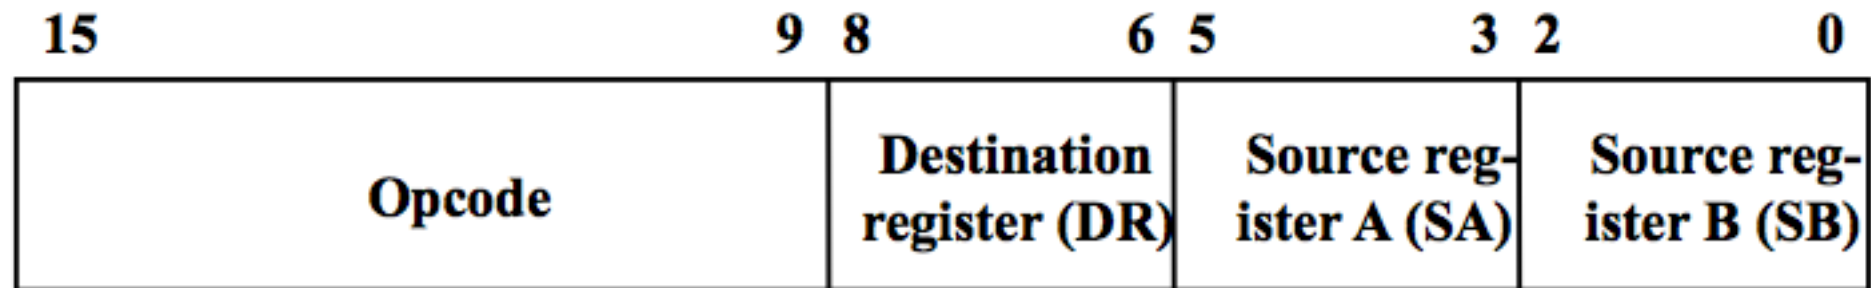 15 9 8 6 5 3 2 0
Opcode
Destination
register (DR)
Source reg-
ister A (SA)
Source reg-
ister B (SB)